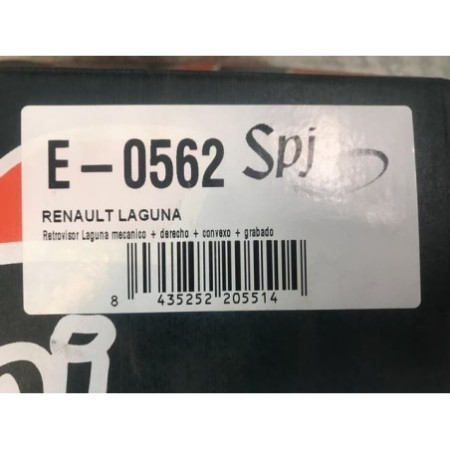 E-0562 Spj
RENAULT LAGUNA
Retrovisor Laguna mecanico + derecho + convexo + grabado
8 435252 205514